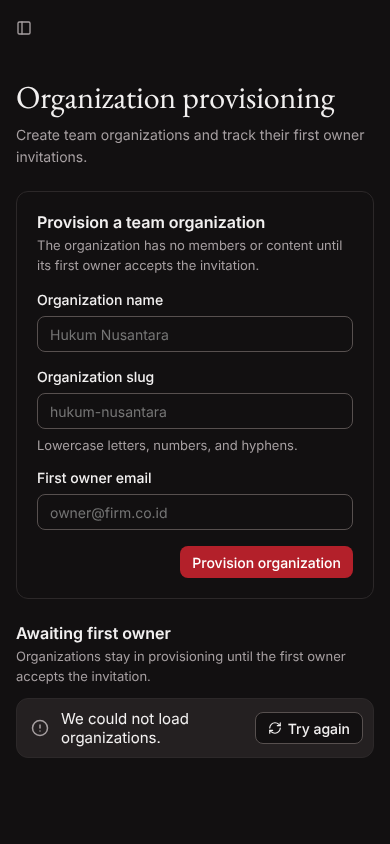 Organization provisioning
Create team organizations and track their first owner
invitations.
Provision a team organization
The organization has no members or content until
its first owner accepts the invitation.
Organization name
Hukum Nusantara
Organization slug
hukum-nusantara
Lowercase letters, numbers, and hyphens.
First owner email
owner@firm.co.id
Provision organization
Awaiting first owner
Organizations stay in provisioning until the first owner
accepts the invitation.
We could not load
organizations.
Try again